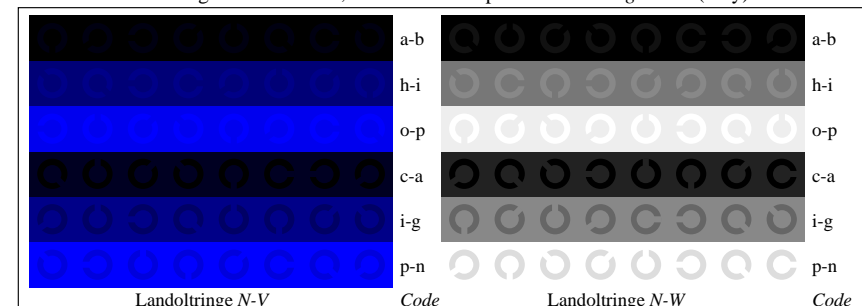 a-b a-b
h-i h-i
o-p o-p
c-a c-a
i-g i-g
p-n p-n
Landoltringe N-V Code Landoltringe N-W Code